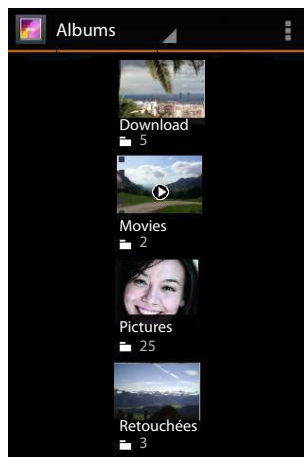 Albums
Download
5
Movies
2
Pictures
25
Retouchées
3